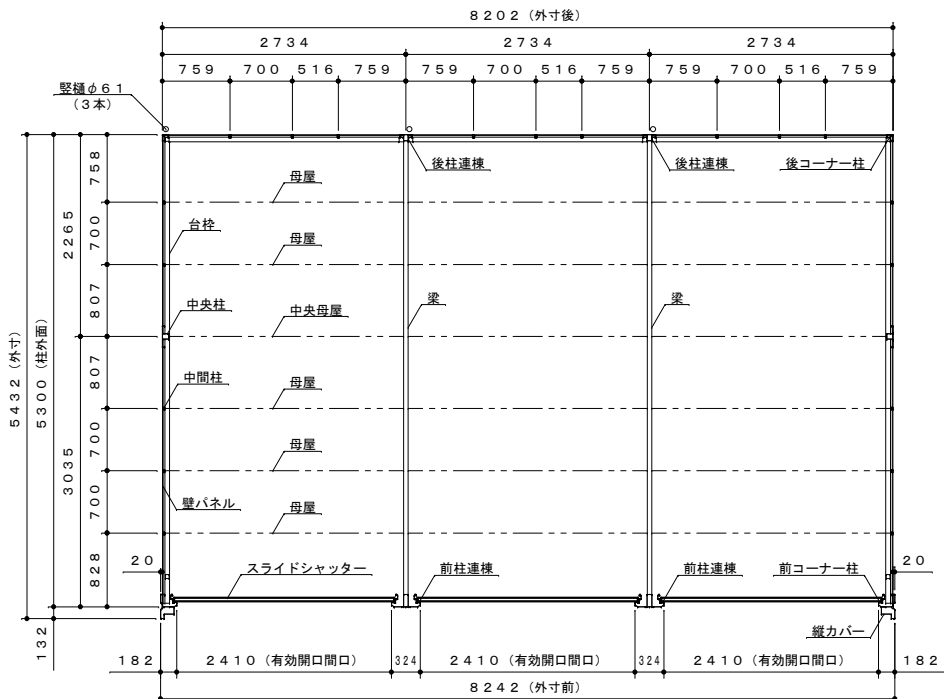 8202（外寸後）
2734 2734 2734
759 700 516 759 759 700 516 759 759 700 516 759
竪樋φ61
（3本）
後柱連棟 後柱連棟 後コーナー柱
母屋
台枠
母屋
中央柱 中央母屋 梁 梁
中間柱 母屋
母屋
壁パネル 母屋
スライドシャッター 前柱連棟 前柱連棟 前コーナー柱
縦カバー
5432（外寸）
5300（柱外面）
2265
3035
758
700
807
807
700
700
828
20 20
132
182 2410（有効開口間口） 324 2410（有効開口間口） 324 2410（有効開口間口） 182
8242（外寸前）